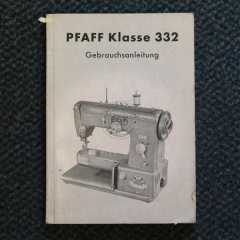 PFAFF Klasse 332
Gebrauchsanleitung